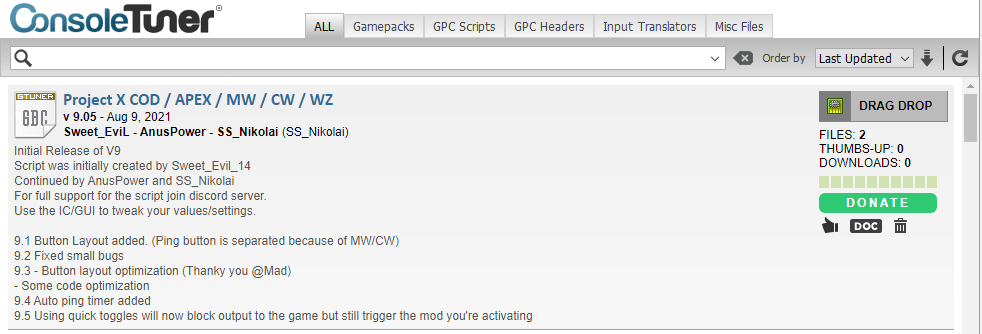 ConsoleTuner®
ALL Gamepacks GPC Scripts GPC Headers Input Translators Misc Files
Order by Last Updated
GTUNER
GBC
Project X COD / APEX / MW / CW / WZ
v 9.05 - Aug 9, 2021
Sweet_EviL - AnusPower - SS_Nikolai (SS_Nikolai)
Initial Release of V9
Script was initially created by Sweet_Evil_14
Continued by AnusPower and SS_Nikolai
For full support for the script join discord server.
Use the IC/GUI to tweak your values/settings.
9.1 Button Layout added. (Ping button is separated because of MW/CW)
9.2 Fixed small bugs
9.3 - Button layout optimization (Thanky you @Mad)
- Some code optimization
9.4 Auto ping timer added
9.5 Using quick toggles will now block output to the game but still trigger the mod you're activating
DRAG DROP
FILES: 2
THUMBS-UP: 0
DOWNLOADS: 0
DONATE
DOC